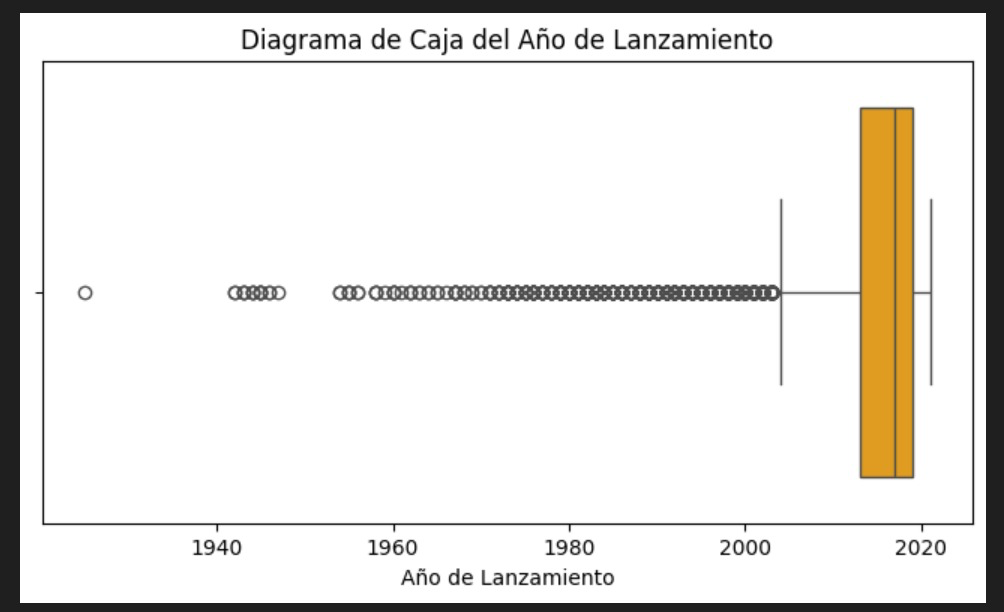 Diagrama de Caja del Año de Lanzamiento
1940 1960 1980 2000 2020
Año de Lanzamiento